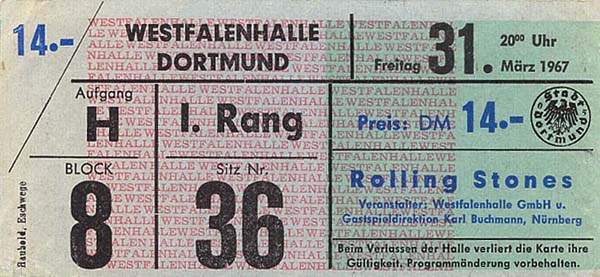 14.-
WESTFALENHALLE
DORTMUND
Freitag 31. 20⁰⁰ Uhr
März 1967
Aufgang
H
I. Rang
Preis: DM 14.-
Stadt Dortmund
BLOCK
8
Sitz Nr.
36
Rolling Stones
Veranstalter: Westfalenhalle GmbH u.
Gastspieldirektion Karl Buchmann, Nürnberg
Beim Verlassen der Halle verliert die Karte ihre
Gültigkeit. Programmänderung vorbehalten.
Haubold, Eschwege